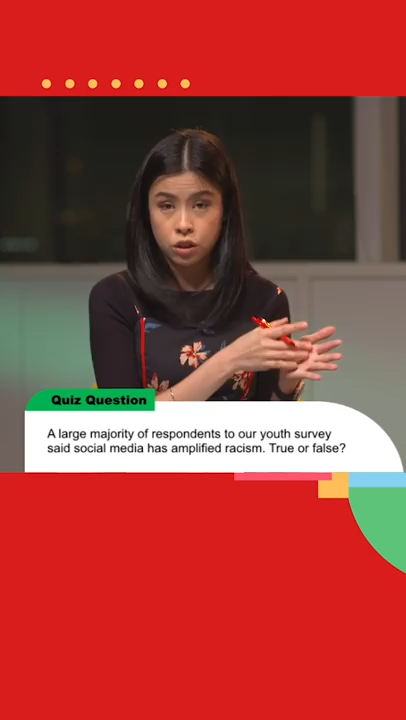 Quiz Question
A large majority of respondents to our youth survey
said social media has amplified racism. True or false?